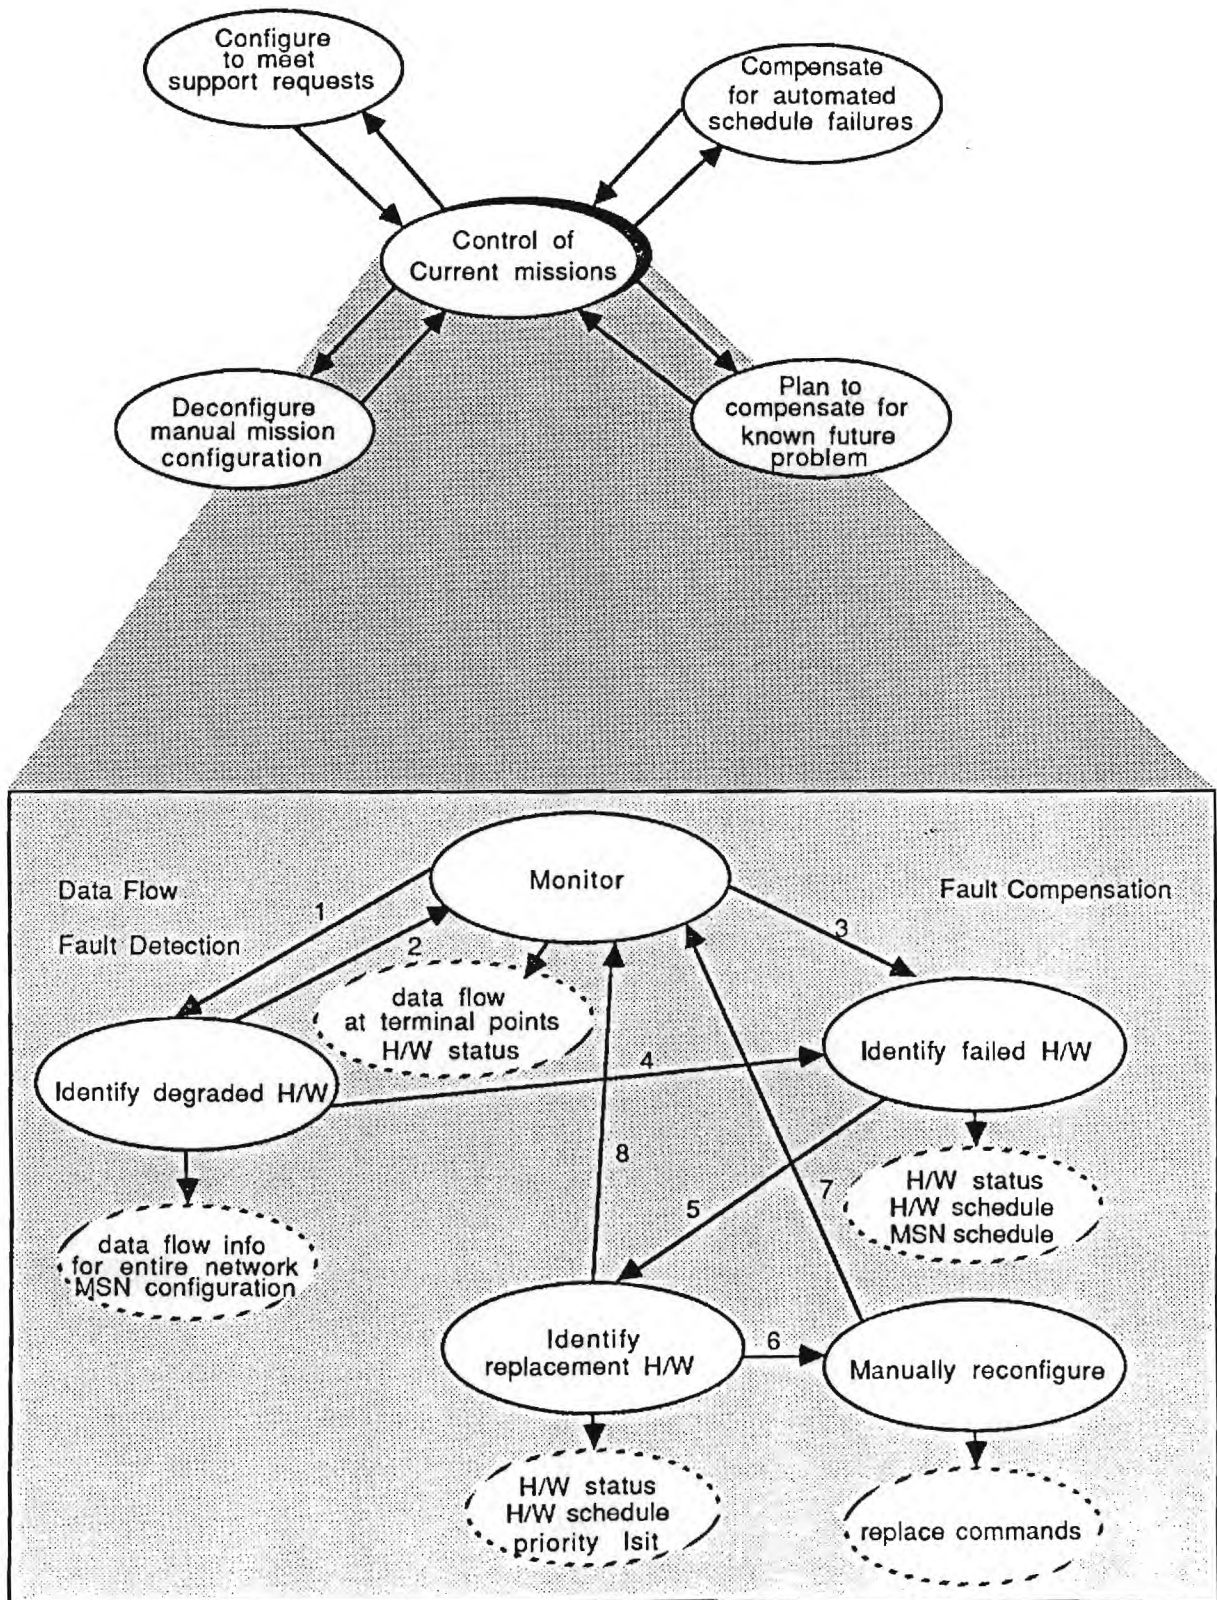 Configure
to meet
support requests
Compensate
for automated
schedule failures
Control of
Current missions
Deconfigure
manual mission
configuration
Plan to
compensate for
known future
problem
Monitor
Data Flow
Fault Detection
Fault Compensation
1
2
3
data flow
at terminal points
H/W status
Identify degraded H/W
4
Identify failed H/W
data flow info
for entire network
MSN configuration
8
5
7
H/W status
H/W schedule
MSN schedule
Identify
replacement H/W
6
Manually reconfigure
H/W status
H/W schedule
priority lsit
replace commands